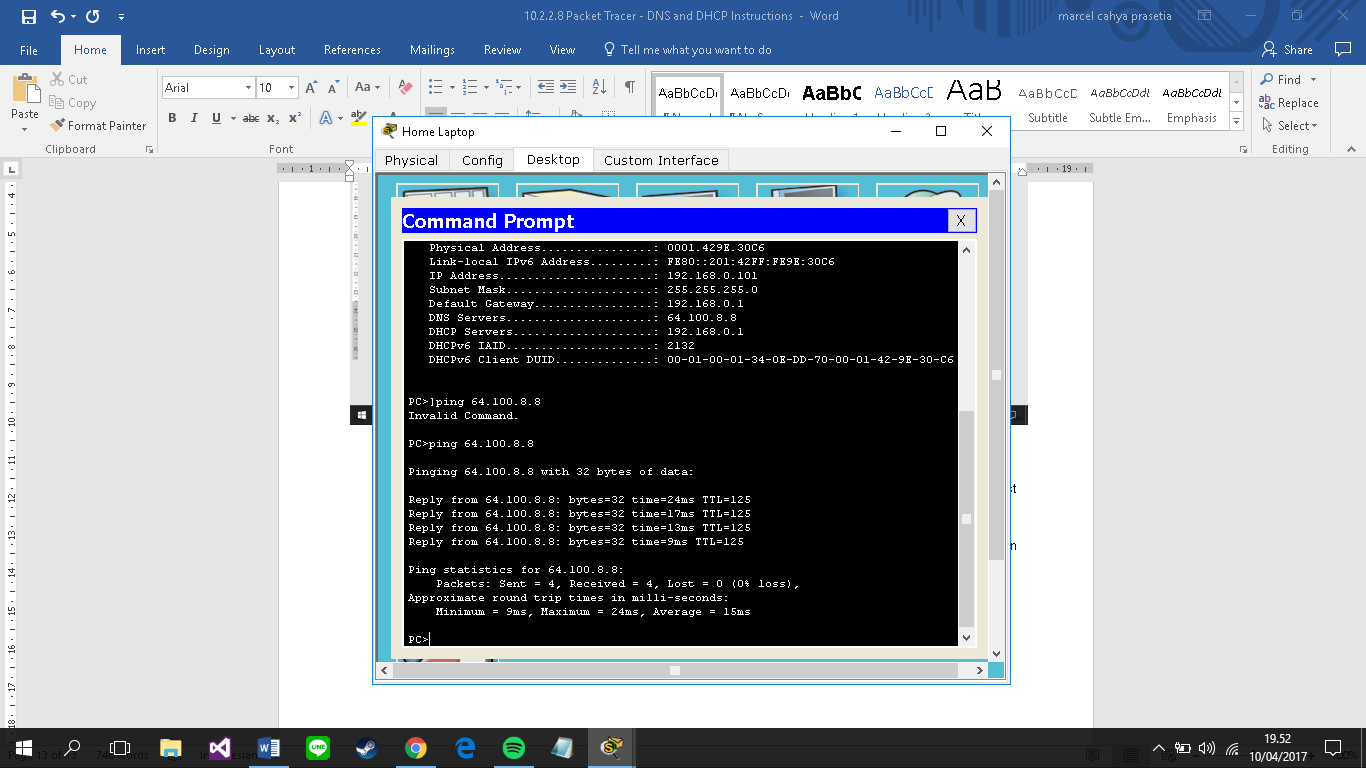 10.2.2.8 Packet Tracer - DNS and DHCP Instructions - Word
marcel cahya prasetia
File Home Insert Design Layout References Mailings Review View Tell me what you want to do Share
Paste
Cut
Copy
Format Painter
Clipboard
Arial 10
Font
AaBbCcDc AaBbCcDc AaBbC AaBbCcD AaB AaBbCcD AaBbCcDdl AaBbCcDdl
Subtitle Subtle Em... Emphasis
Find
Replace
Select
Editing
Home Laptop
Physical Config Desktop Custom Interface
Command Prompt X
Physical Address................: 0001.429E.30C6
Link-local IPv6 Address.........: FE80::201:42FF:FE9E:30C6
IP Address......................: 192.168.0.101
Subnet Mask.....................: 255.255.255.0
Default Gateway.................: 192.168.0.1
DNS Servers.....................: 64.100.8.8
DHCP Servers....................: 192.168.0.1
DHCPv6 IAID.....................: 2132
DHCPv6 Client DUID..............: 00-01-00-01-34-0E-DD-70-00-01-42-9E-30-C6
PC>]ping 64.100.8.8
Invalid Command.
PC>ping 64.100.8.8
Pinging 64.100.8.8 with 32 bytes of data:
Reply from 64.100.8.8: bytes=32 time=24ms TTL=125
Reply from 64.100.8.8: bytes=32 time=17ms TTL=125
Reply from 64.100.8.8: bytes=32 time=13ms TTL=125
Reply from 64.100.8.8: bytes=32 time=9ms TTL=125
Ping statistics for 64.100.8.8:
Packets: Sent = 4, Received = 4, Lost = 0 (0% loss),
Approximate round trip times in milli-seconds:
Minimum = 9ms, Maximum = 24ms, Average = 15ms
PC>
19.52
10/04/2017